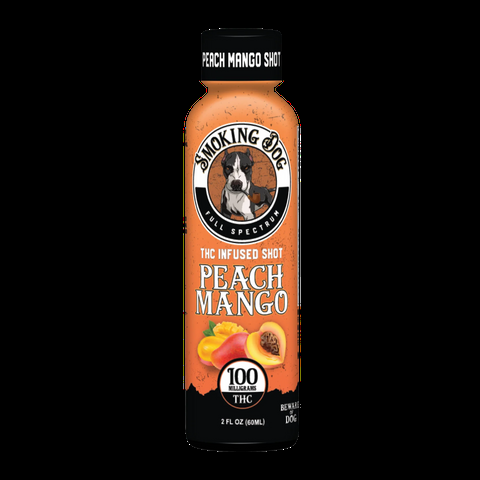 PEACH MANGO SHOT
SMOKING DOG
FULL SPECTRUM
THC INFUSED SHOT
PEACH
MANGO
100
MILLIGRAMS
THC
2 FL OZ (60ML)
BEWARE
OF
DOG